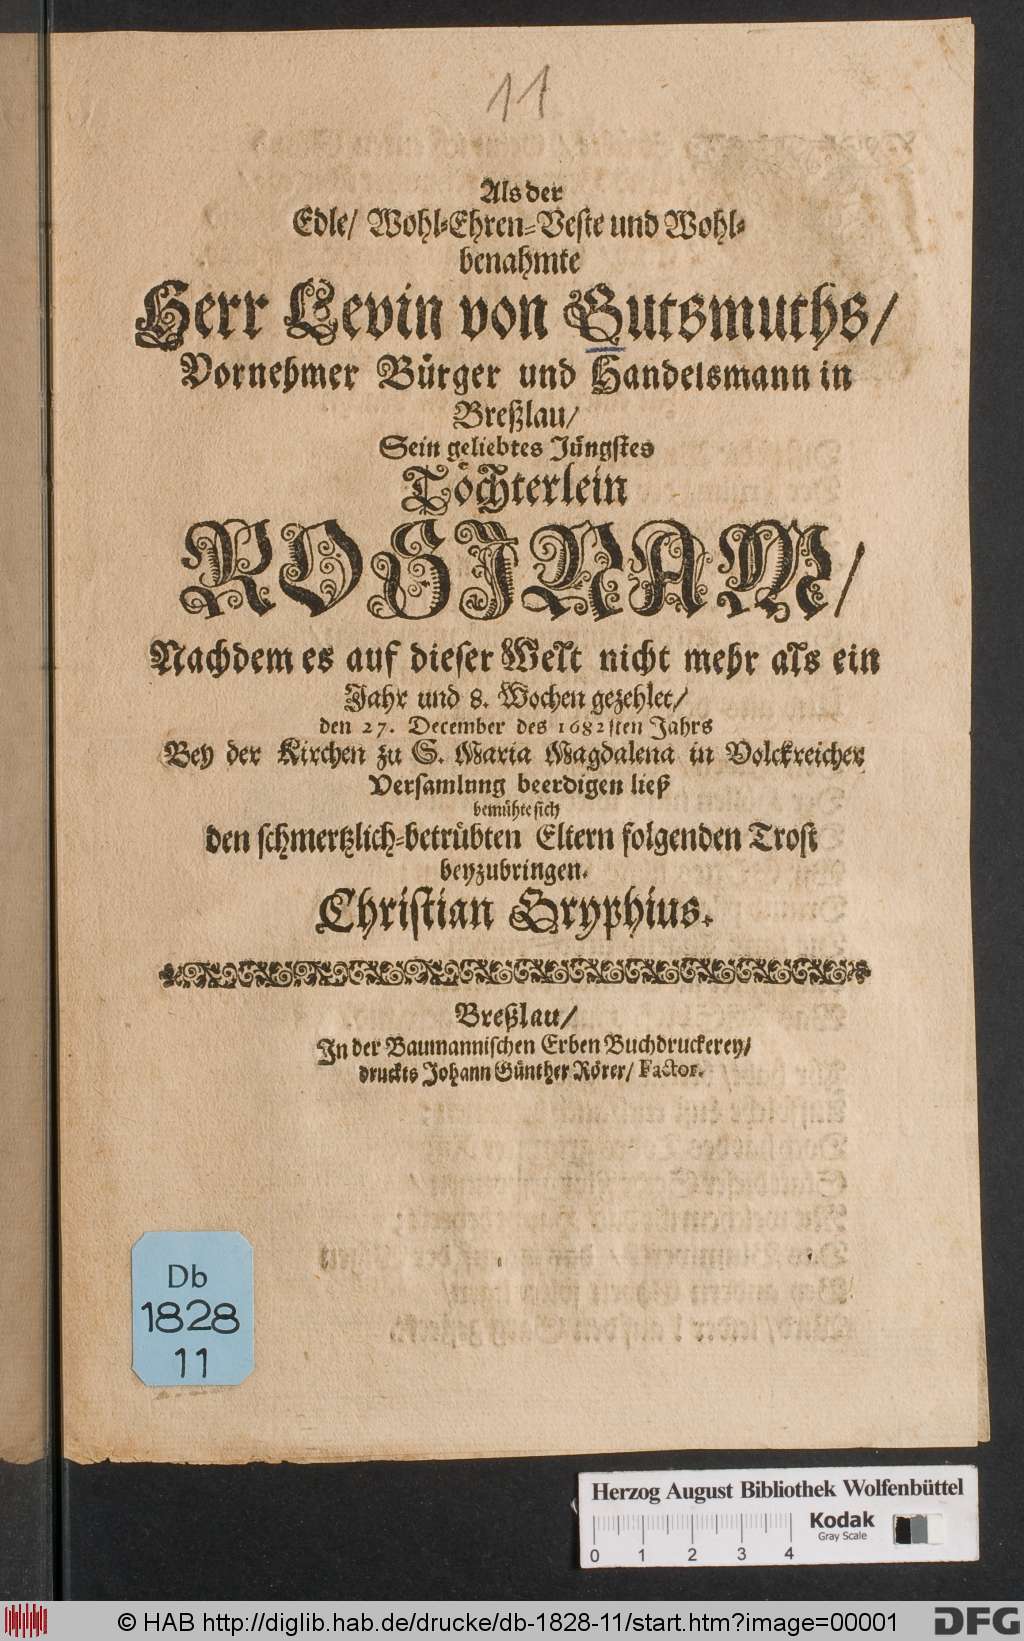 11
Als der
Edle/ Wohl-Ehren-Veste und Wohl-
benahmte
Herr Levin von Gutsmuths/
Vornehmer Bürger und Handelsmann in
Breßlau/
Sein geliebtes Jüngstes
Töchterlein
ROSINAM/
Nachdem es auf dieser Welt nicht mehr als ein
Jahr und 8. Wochen gezehlet/
den 27. December des 1682sten Jahrs
Bey der Kirchen zu S. Maria Magdalena in Volckreicher
Versamlung beerdigen ließ
bemühte sich
den schmertzlich-betrübten Eltern folgenden Trost
beyzubringen.
Christian Gryphius.
Breßlau/
In der Baumannischen Erben Buchdruckerey/
druckts Johann Günther Rörer/ Factor.
Db
1828
11
Herzog August Bibliothek Wolfenbüttel
Kodak
Gray Scale
0 1 2 3 4
© HAB http://diglib.hab.de/drucke/db-1828-11/start.htm?image=00001
DFG